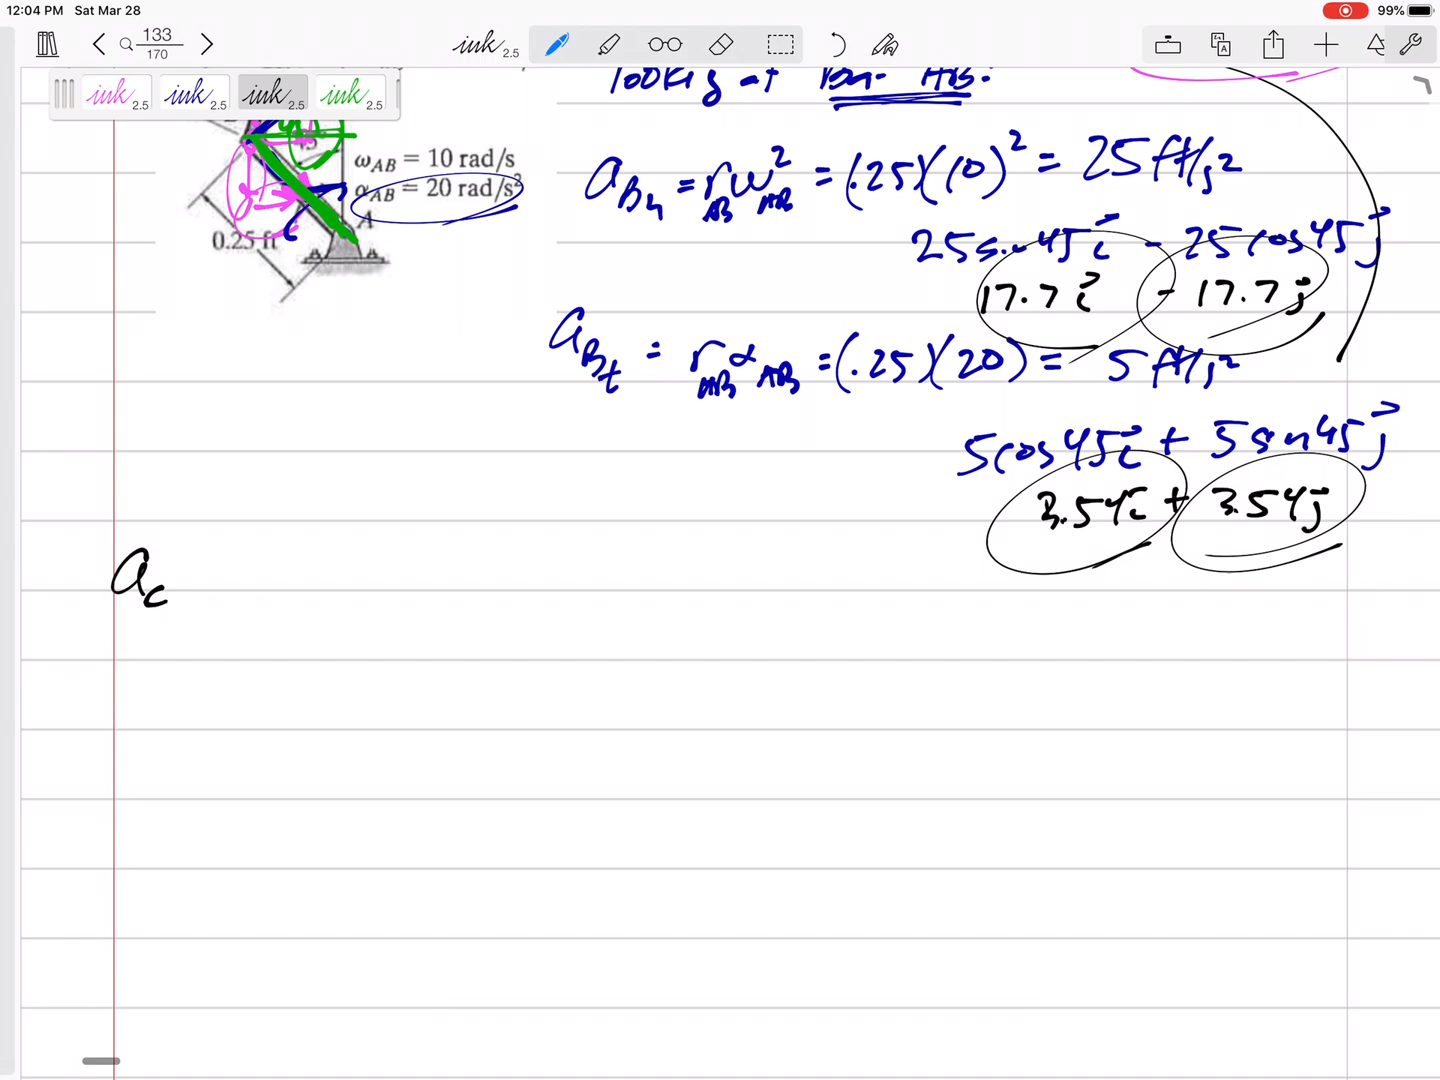 12:04 PM Sat Mar 28
99%
133
170
ink 2.5
ink 2.5
ink 2.5
ink 2.5
ink 2.5
at AB.
ω_AB = 10 rad/s
α_AB = 20 rad/s²
A
0.25 ft
a_Bn = r_AB ω²_AB = (.25)(10)² = 25 ft/s²
25 sin 45 i - 25 cos 45 j
17.7 i - 17.7 j
a_Bt = r_AB α_AB = (.25)(20) = 5 ft/s²
5 cos 45 i + 5 sin 45 j
3.54 i + 3.54 j
a_c